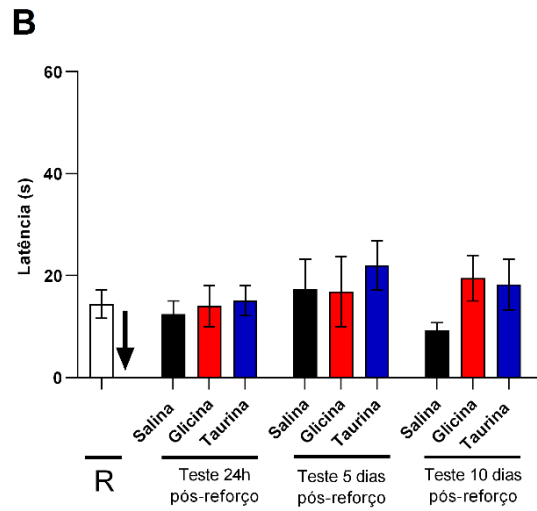 B
Latência (s)
60
40
20
0
Salina
Glicina
Taurina
Salina
Glicina
Taurina
Salina
Glicina
Taurina
R
Teste 24h
pós-reforço
Teste 5 dias
pós-reforço
Teste 10 dias
pós-reforço